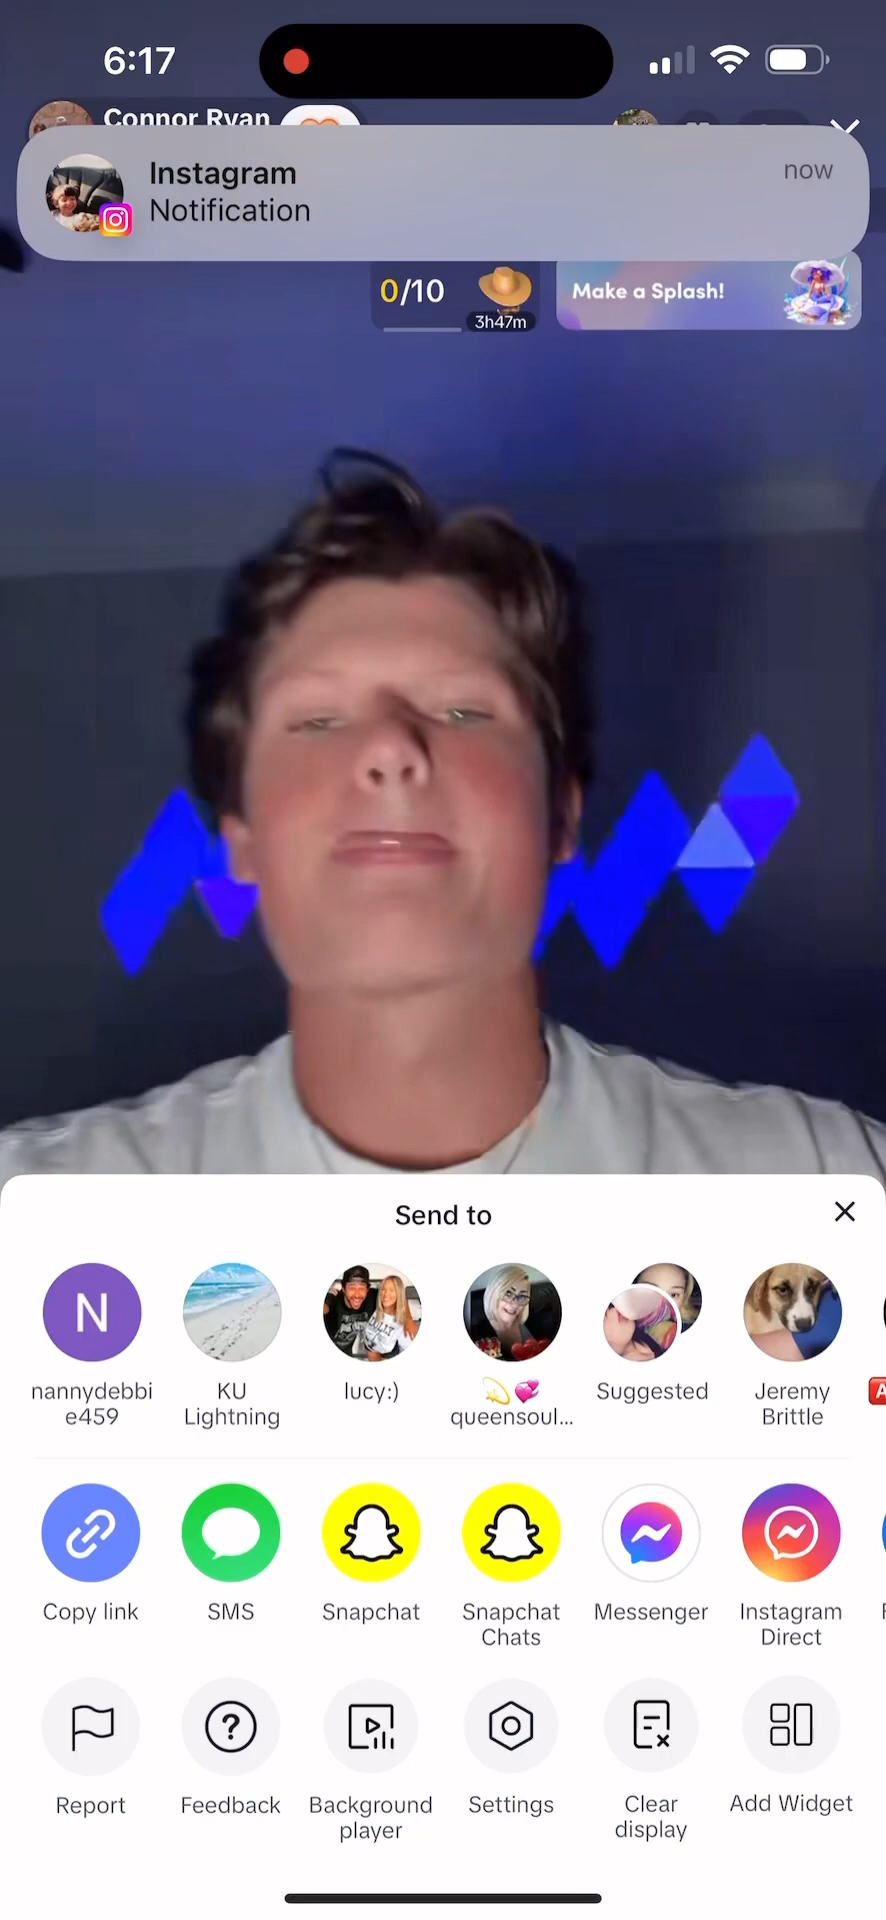 6:17
Connor Ryan
Instagram
now
Notification
0/10
3h47m
Make a Splash!
Send to
nannydebbi
e459
KU
Lightning
lucy:)
💫💞
queensoul...
Suggested
Jeremy
Brittle
Copy link
SMS
Snapchat
Snapchat
Chats
Messenger
Instagram
Direct
Report
Feedback
Background
player
Settings
Clear
display
Add Widget